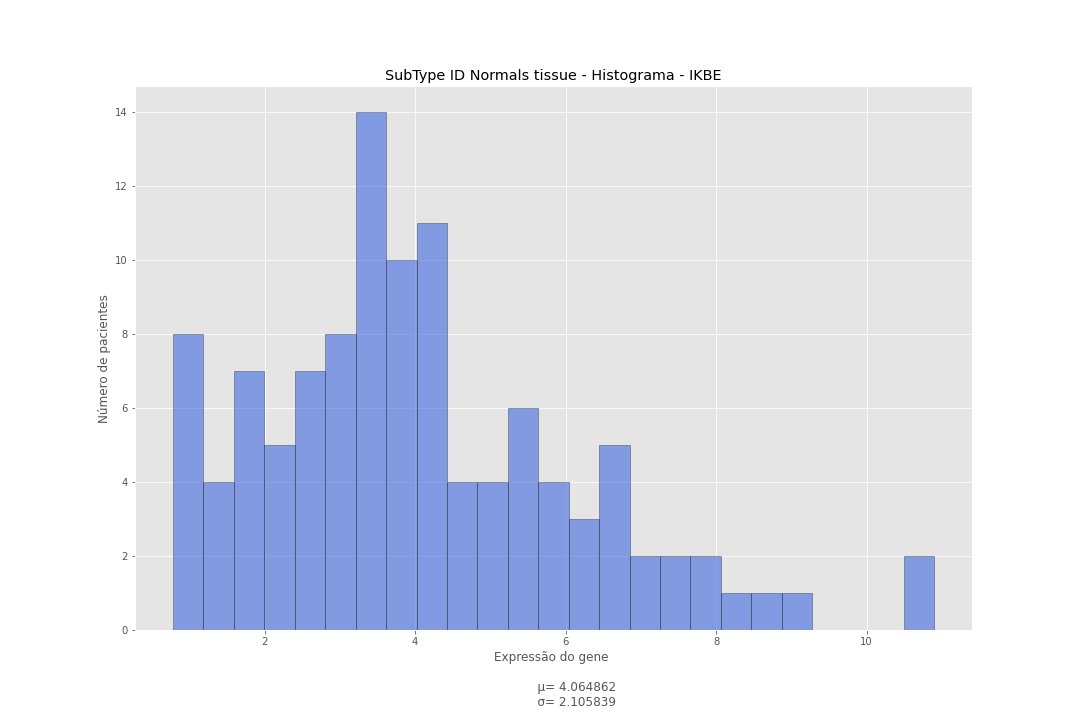 SubType ID Normals tissue - Histograma - IKBE
14
12
10
8
6
4
2
0
Número de pacientes
2 4 6 8 10
Expressão do gene
μ= 4.064862
σ= 2.105839